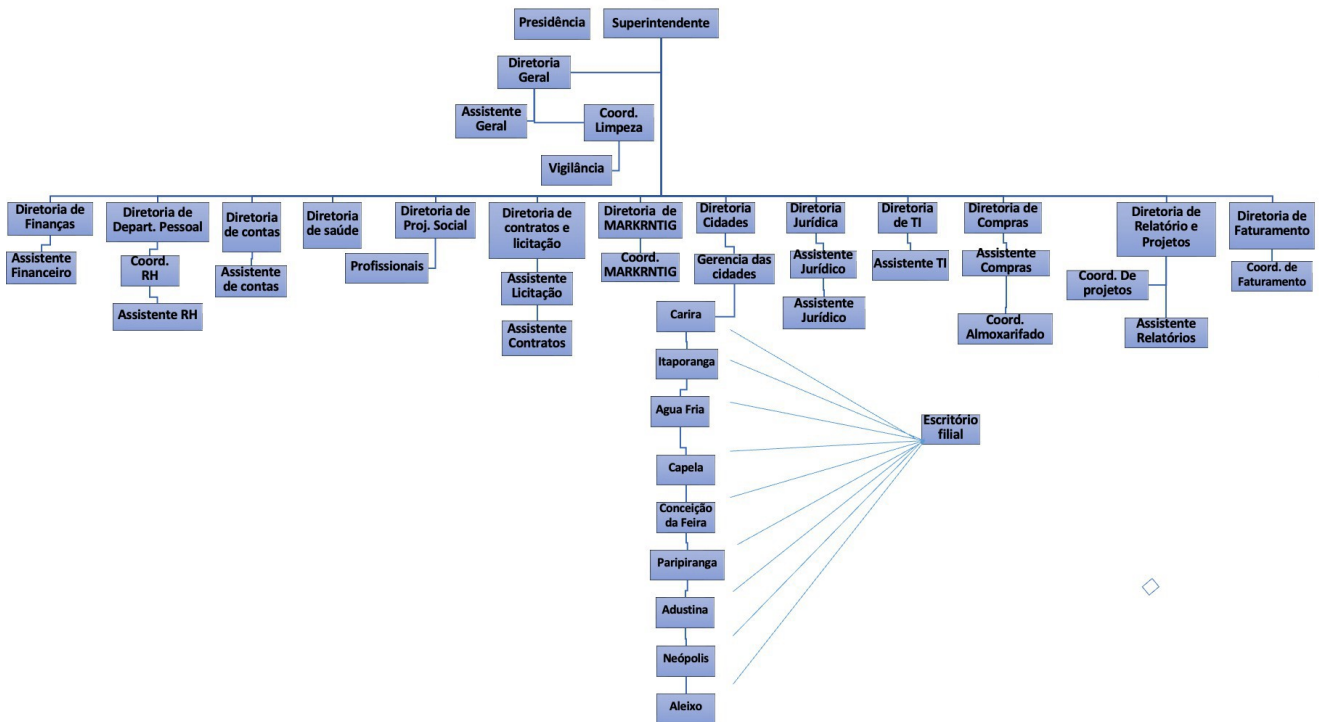 Presidência
Superintendente
Diretoria
Geral
Assistente
Geral
Coord.
Limpeza
Vigilância
Diretoria de
Finanças
Assistente
Financeiro
Diretoria de
Depart. Pessoal
Coord.
RH
Assistente RH
Diretoria
de contas
Assistente
de contas
Diretoria
de saúde
Diretoria de
Proj. Social
Profissionais
Diretoria de
contratos e
licitação
Assistente
Licitação
Assistente
Contratos
Diretoria de
MARKRNTIG
Coord.
MARKRNTIG
Diretoria
Cidades
Gerencia das
cidades
Carira
Itaporanga
Agua Fria
Capela
Conceição
da Feira
Paripiranga
Adustina
Neópolis
Aleixo
Diretoria
Jurídica
Assistente
Jurídico
Assistente
Jurídico
Diretoria
de TI
Assistente TI
Diretoria de
Compras
Assistente
Compras
Coord.
Almoxarifado
Diretoria de
Relatório e
Projetos
Coord. De
projetos
Assistente
Relatórios
Diretoria de
Faturamento
Coord. de
Faturamento
Escritório
filial